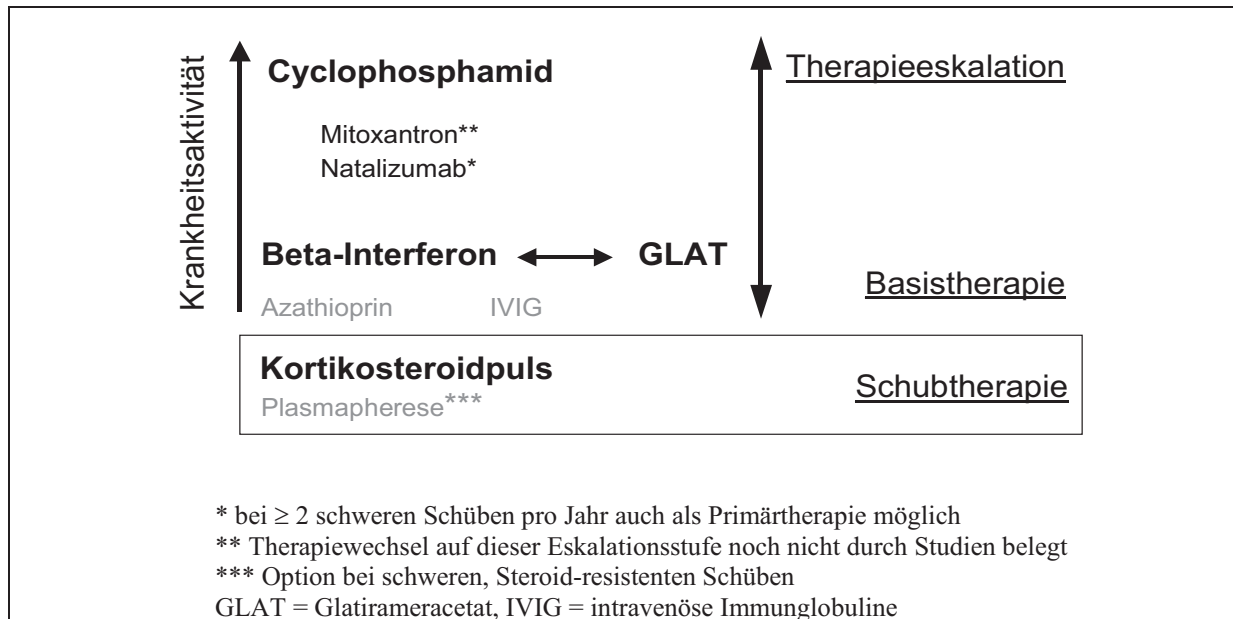 Krankheitsaktivität
Cyclophosphamid
Therapieeskalation
Mitoxantron**
Natalizumab*
Beta-Interferon
GLAT
Basistherapie
Azathioprin
IVIG
Kortikosteroidpuls
Schubtherapie
Plasmapherese***
* bei ≥ 2 schweren Schüben pro Jahr auch als Primärtherapie möglich
** Therapiewechsel auf dieser Eskalationsstufe noch nicht durch Studien belegt
*** Option bei schweren, Steroid-resistenten Schüben
GLAT = Glatirameracetat, IVIG = intravenöse Immunglobuline